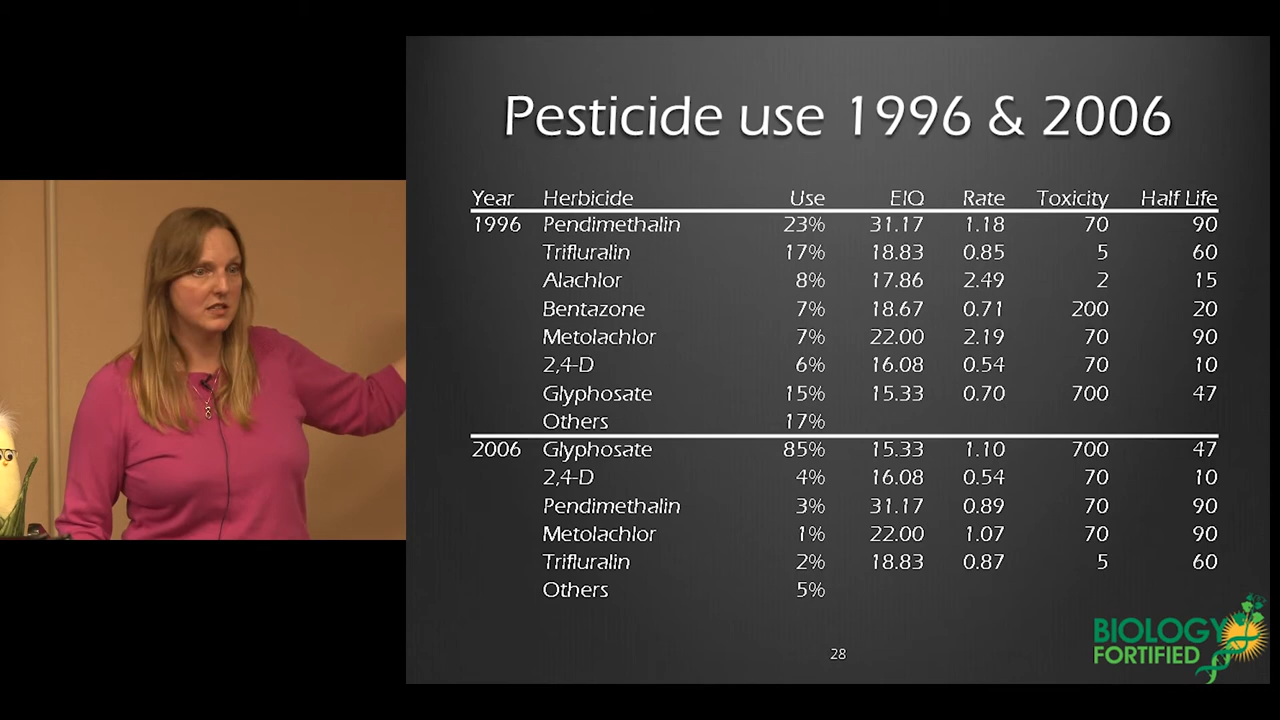 Pesticide use 1996 & 2006
Year Herbicide Use EIQ Rate Toxicity Half Life
1996 Pendimethalin 23% 31.17 1.18 70 90
Trifluralin 17% 18.83 0.85 5 60
Alachlor 8% 17.86 2.49 2 15
Bentazone 7% 18.67 0.71 200 20
Metolachlor 7% 22.00 2.19 70 90
2,4-D 6% 16.08 0.54 70 10
Glyphosate 15% 15.33 0.70 700 47
Others 17%
2006 Glyphosate 85% 15.33 1.10 700 47
2,4-D 4% 16.08 0.54 70 10
Pendimethalin 3% 31.17 0.89 70 90
Metolachlor 1% 22.00 1.07 70 90
Trifluralin 2% 18.83 0.87 5 60
Others 5%
28
BIOLOGY
FORTIFIED